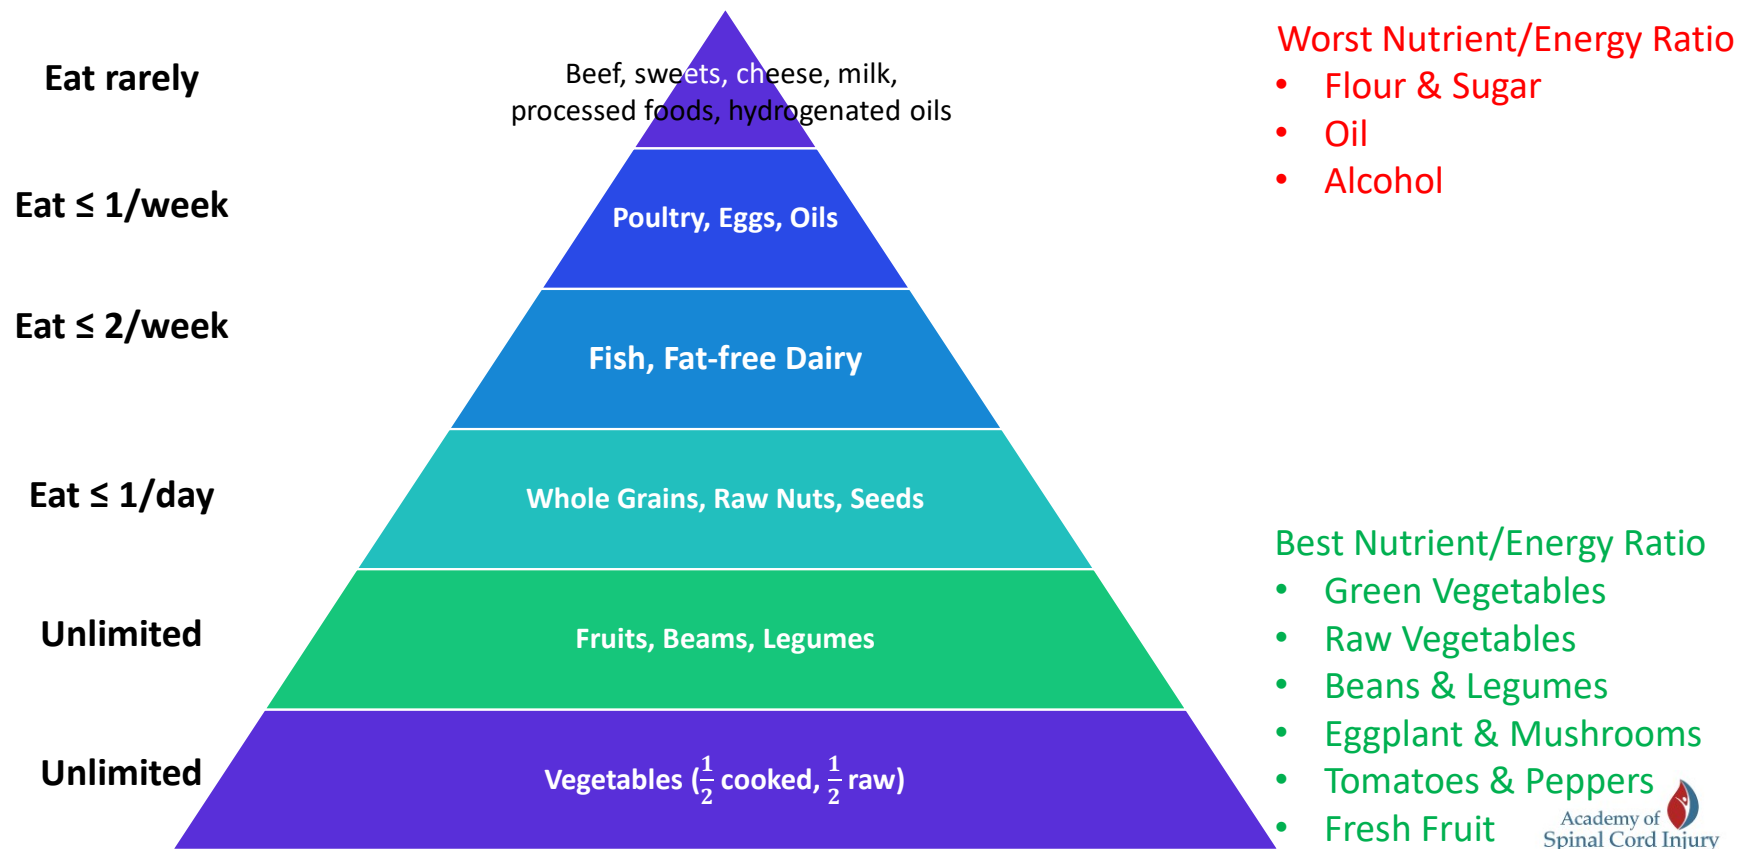 Eat rarely
Beef, sweets, cheese, milk,
processed foods, hydrogenated oils
Eat ≤ 1/week
Poultry, Eggs, Oils
Eat ≤ 2/week
Fish, Fat-free Dairy
Eat ≤ 1/day
Whole Grains, Raw Nuts, Seeds
Unlimited
Fruits, Beams, Legumes
Unlimited
Vegetables (1/2 cooked, 1/2 raw)
Worst Nutrient/Energy Ratio
• Flour & Sugar
• Oil
• Alcohol
Best Nutrient/Energy Ratio
• Green Vegetables
• Raw Vegetables
• Beans & Legumes
• Eggplant & Mushrooms
• Tomatoes & Peppers
• Fresh Fruit
Academy of
Spinal Cord Injury